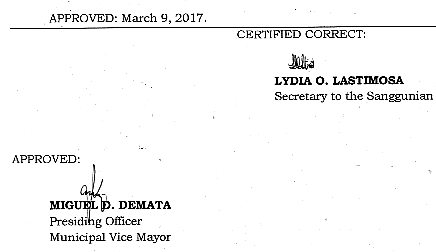 APPROVED: March 9, 2017.
CERTIFIED CORRECT:
LYDIA O. LASTIMOSA
Secretary to the Sanggunian
APPROVED:
MIGUEL D. DEMATA
Presiding Officer
Municipal Vice Mayor